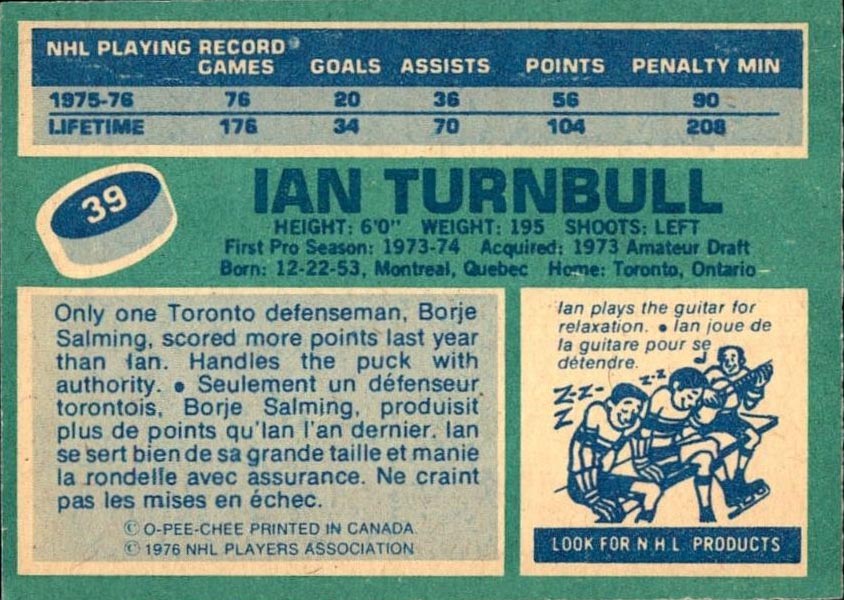 NHL PLAYING RECORD
GAMES GOALS ASSISTS POINTS PENALTY MIN
1975-76 76 20 36 56 90
LIFETIME 176 34 70 104 208
39
IAN TURNBULL
HEIGHT: 6'0" WEIGHT: 195 SHOOTS: LEFT
First Pro Season: 1973-74 Acquired: 1973 Amateur Draft
Born: 12-22-53, Montreal, Quebec Home: Toronto, Ontario
Only one Toronto defenseman, Borje
Salming, scored more points last year
than Ian. Handles the puck with
authority. • Seulement un défenseur
torontois, Borje Salming, produisit
plus de points qu'Ian l'an dernier. Ian
se sert bien de sa grande taille et manie
la rondelle avec assurance. Ne craint
pas les mises en échec.
© O-PEE-CHEE PRINTED IN CANADA
© 1976 NHL PLAYERS ASSOCIATION
Ian plays the guitar for
relaxation. • Ian joue de
la guitare pour se
détendre.
Z-Z-
Z
Z
z-z
LOOK FOR N H L PRODUCTS